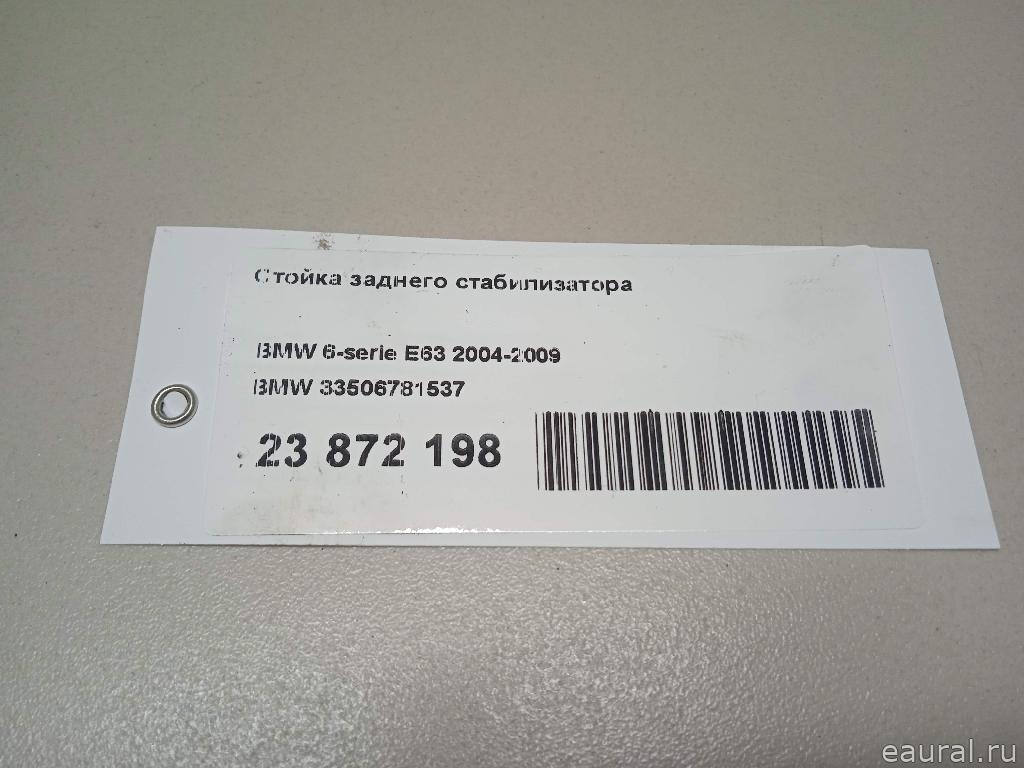 Стойка заднего стабилизатора
BMW 6-serie E63 2004-2009
BMW 33506781537
23 872 198
eaural.ru